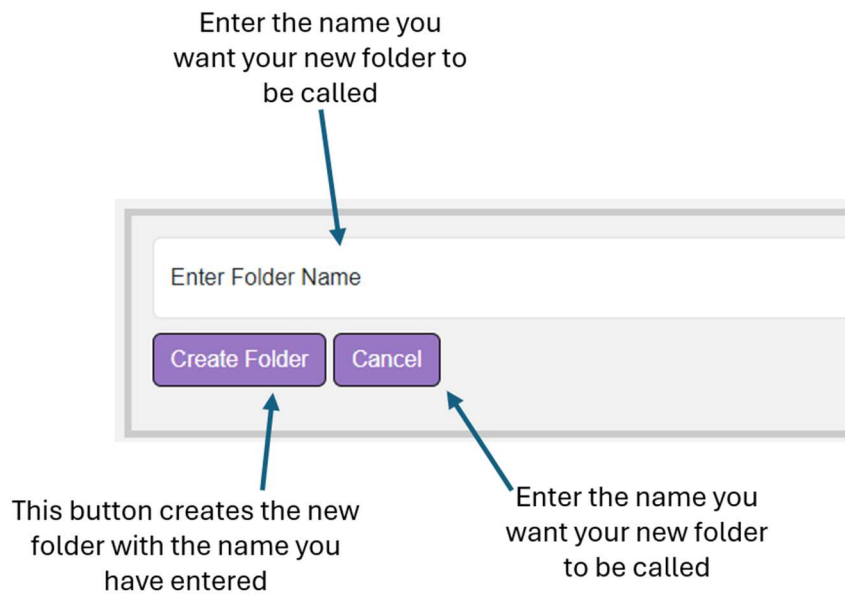 Enter the name you
want your new folder to
be called
Enter Folder Name
Create Folder
Cancel
This button creates the new
folder with the name you
have entered
Enter the name you
want your new folder
to be called